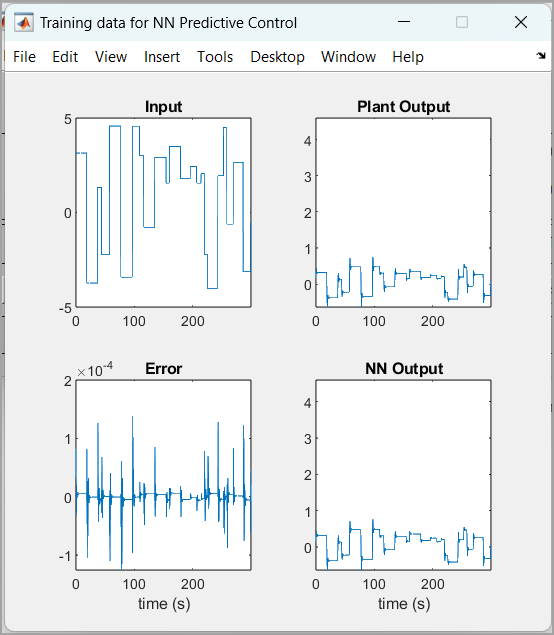 Training data for NN Predictive Control
File Edit View Insert Tools Desktop Window Help
Input
5
0
-5
0 100 200
Plant Output
4
3
2
1
0
0 100 200
Error
×10⁻⁴
2
1
0
-1
0 100 200
time (s)
NN Output
4
3
2
1
0
0 100 200
time (s)